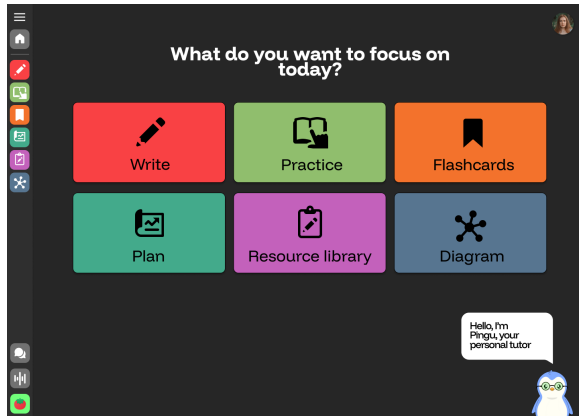 What do you want to focus on
today?
Write
Practice
Flashcards
Plan
Resource library
Diagram
Hello, I'm
Pingu, your
personal tutor